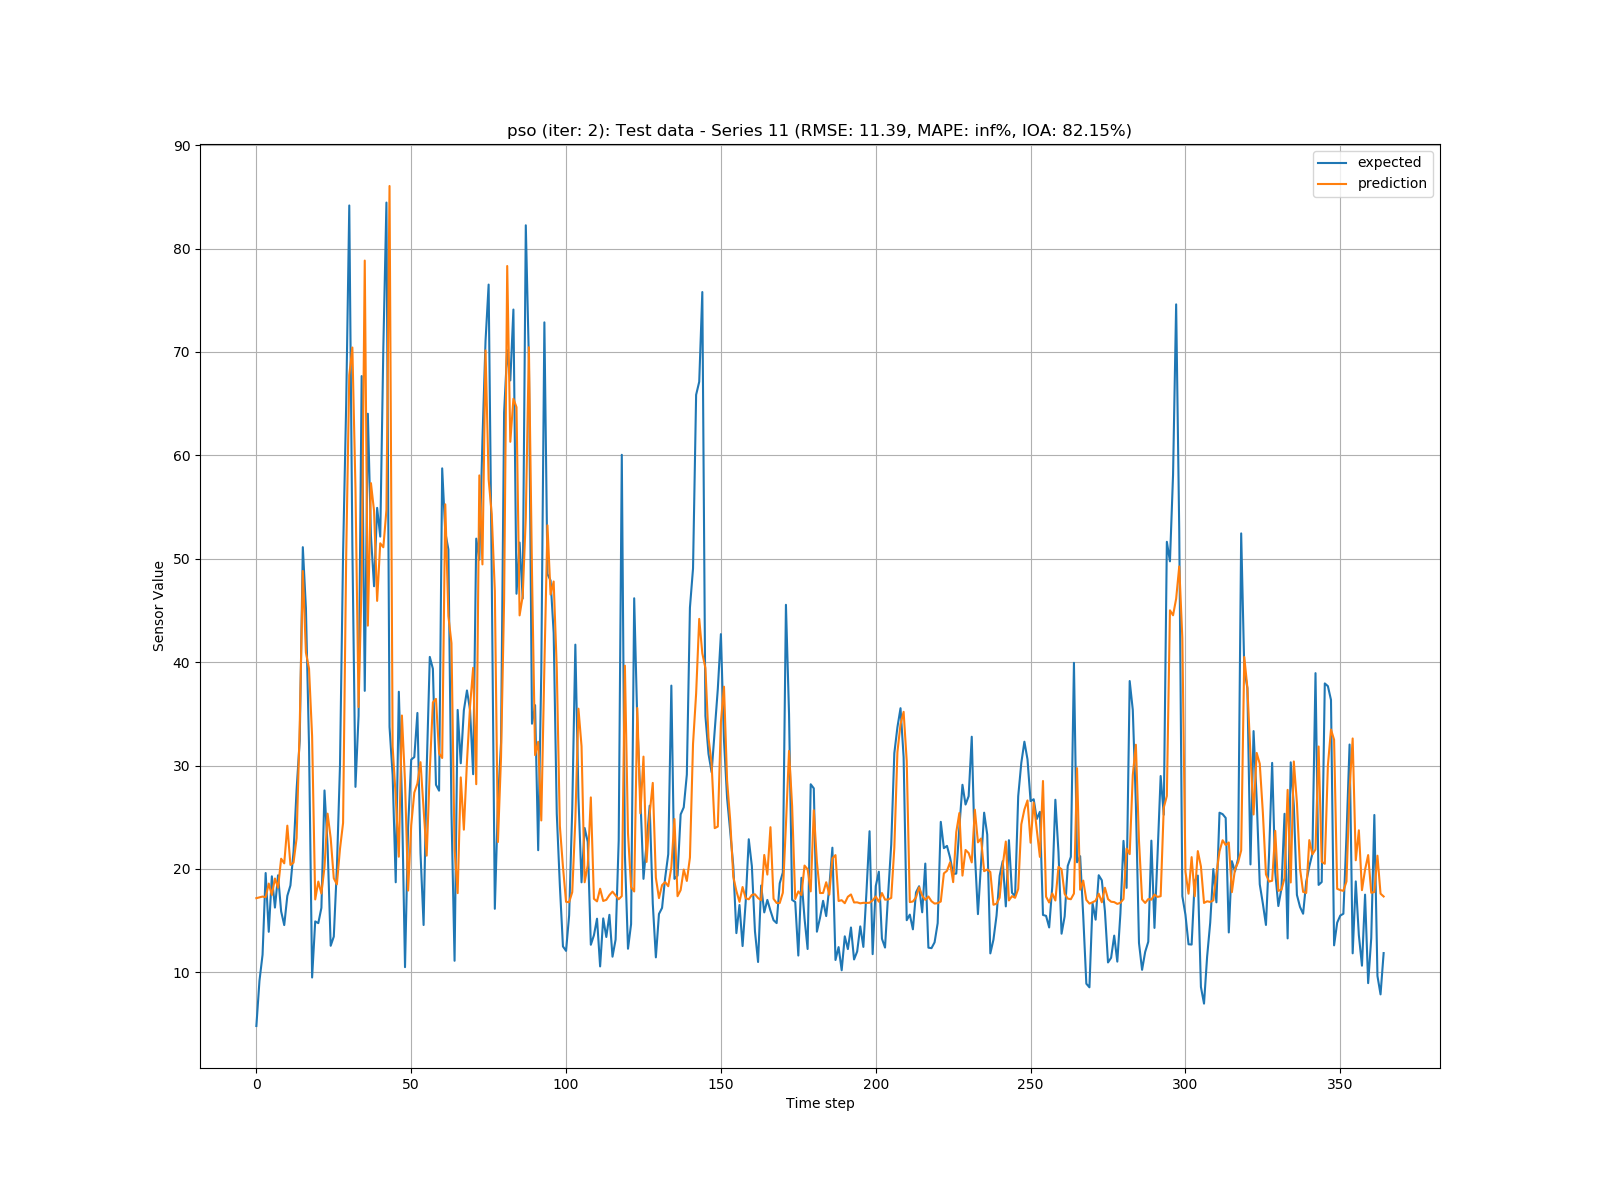 pso (iter: 2): Test data - Series 11 (RMSE: 11.39, MAPE: inf%, IOA: 82.15%)
expected
prediction
90
80
70
60
50
40
30
20
10
Sensor Value
0 50 100 150 200 250 300 350
Time step